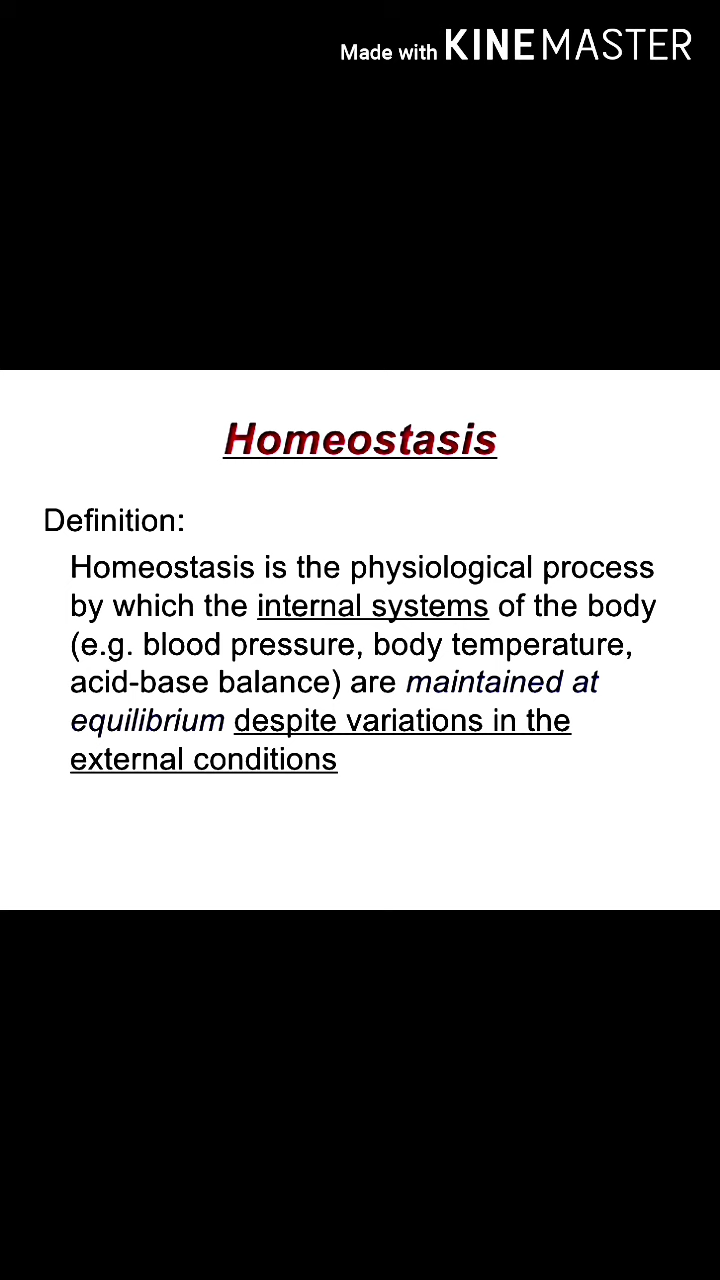 Made with KINEMASTER
Homeostasis
Definition:
Homeostasis is the physiological process
by which the internal systems of the body
(e.g. blood pressure, body temperature,
acid-base balance) are maintained at
equilibrium despite variations in the
external conditions